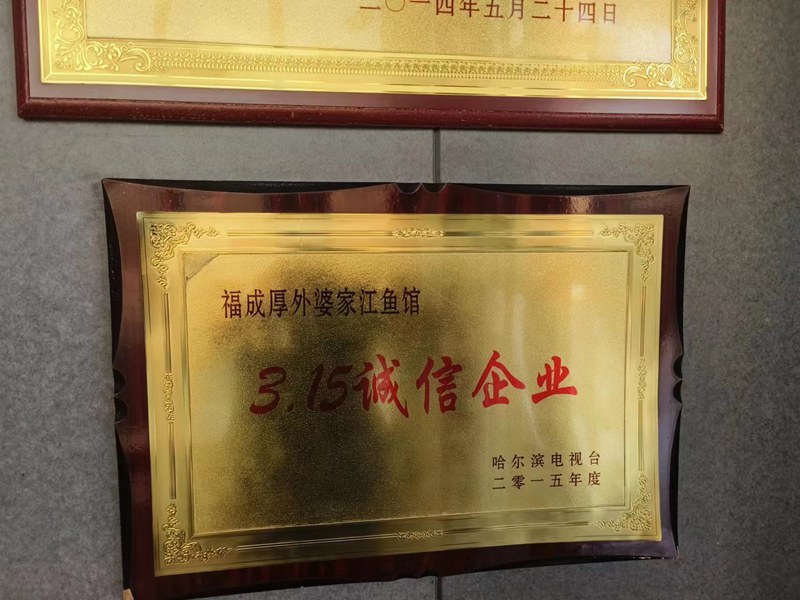 二〇一四年五月二十四日
福成厚外婆家江鱼馆
3.15诚信企业
哈尔滨电视台
二零一五年度